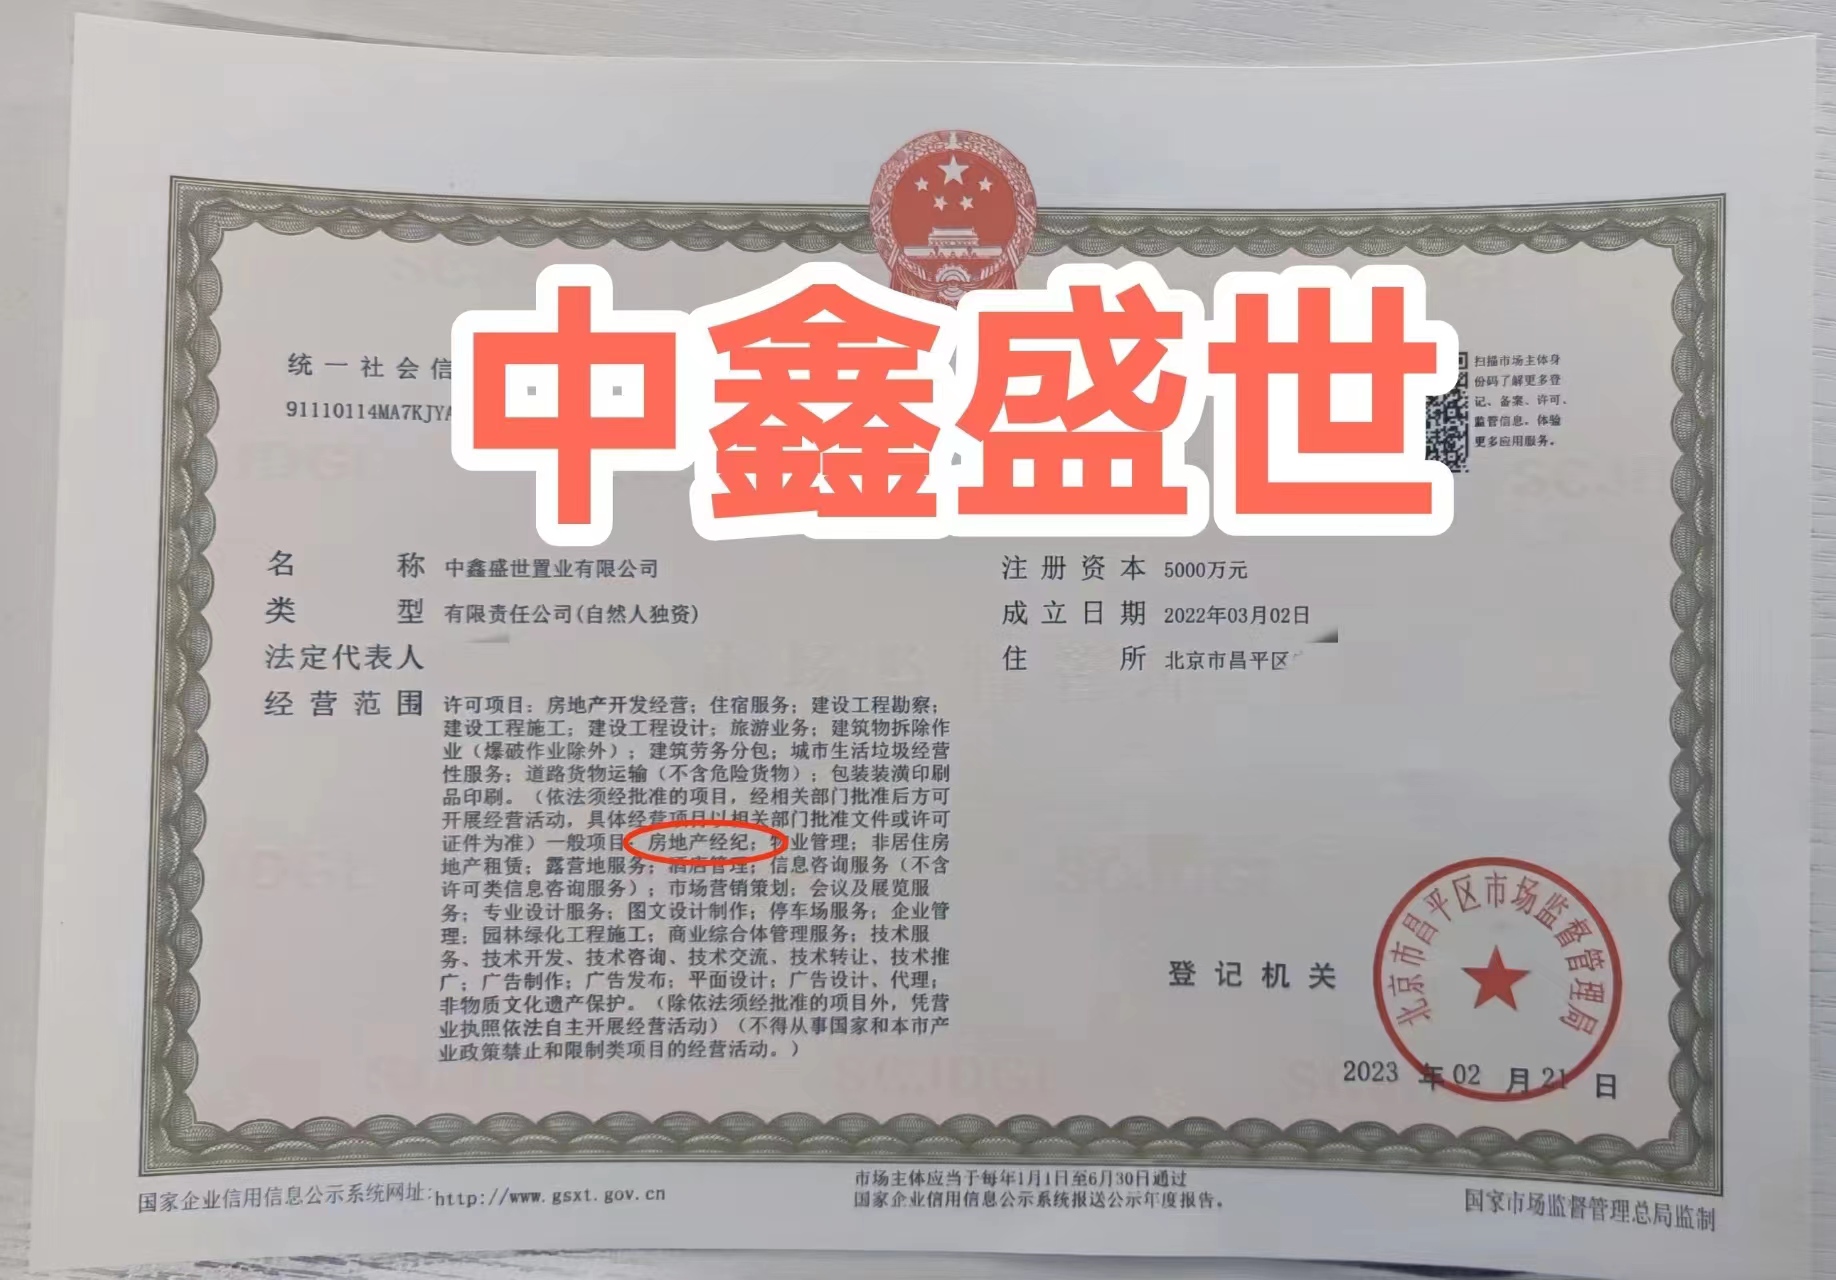 中鑫盛世
统一社会信
91110114MA7KJYA
扫描市场主体身
份码了解更多登
记、备案、许可、
监管信息。体验
更多应用服务。
名称 中鑫盛世置业有限公司
类型 有限责任公司(自然人独资)
法定代表人
注册资本 5000万元
成立日期 2022年03月02日
住所 北京市昌平区
经营范围 许可项目：房地产开发经营；住宿服务；建设工程勘察；
建设工程施工；建设工程设计；旅游业务；建筑物拆除作
业（爆破作业除外）；建筑劳务分包；城市生活垃圾经营
性服务；道路货物运输（不含危险货物）；包装装潢印刷
品印刷。（依法须经批准的项目，经相关部门批准后方可
开展经营活动，具体经营项目以相关部门批准文件或许可
证件为准）一般项目：房地产经纪；物业管理；非居住房
地产租赁；露营地服务；酒店管理；信息咨询服务（不含
许可类信息咨询服务）；市场营销策划；会议及展览服
务；专业设计服务；图文设计制作；停车场服务；企业管
理；园林绿化工程施工；商业综合体管理服务；技术服
务、技术开发、技术咨询、技术交流、技术转让、技术推
广；广告制作；广告发布；平面设计；广告设计、代理；
非物质文化遗产保护。（除依法须经批准的项目外，凭营
业执照依法自主开展经营活动）（不得从事国家和本市产
业政策禁止和限制类项目的经营活动。）
登记机关
北京市昌平区市场监督管理局
2023 年 02 月 21 日
国家企业信用信息公示系统网址：http://www.gsxt.gov.cn
市场主体应当于每年1月1日至6月30日通过
国家企业信用信息公示系统报送公示年度报告。
国家市场监督管理总局监制